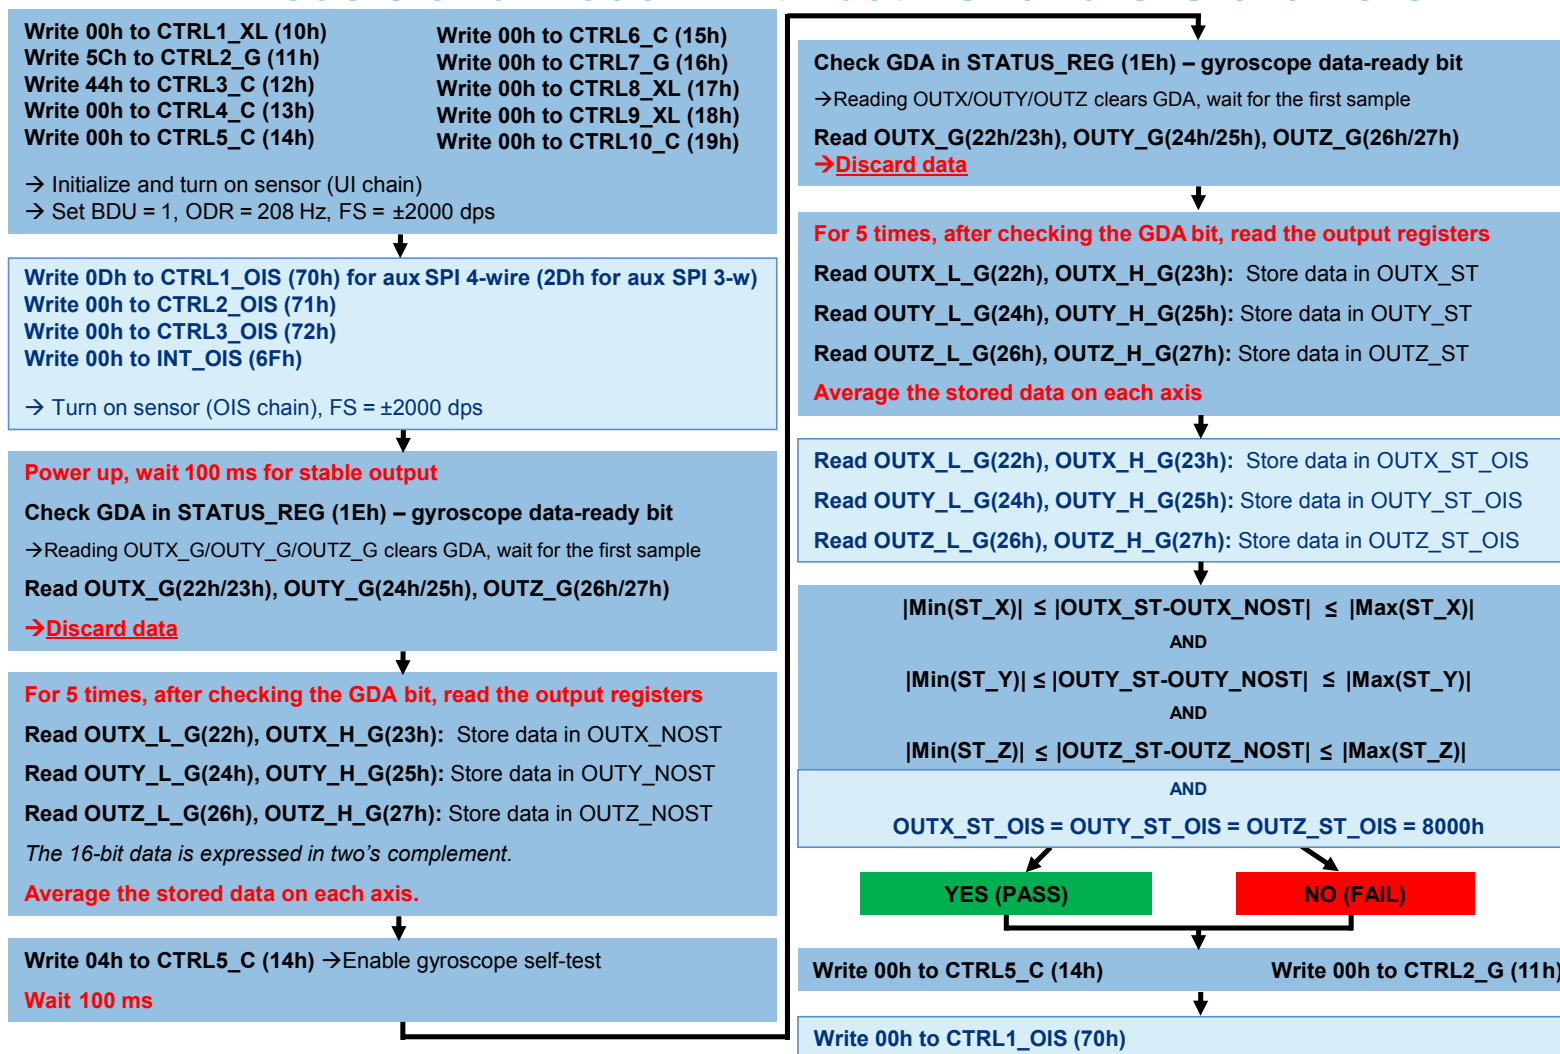 Write 00h to CTRL1_XL (10h)
Write 5Ch to CTRL2_G (11h)
Write 44h to CTRL3_C (12h)
Write 00h to CTRL4_C (13h)
Write 00h to CTRL5_C (14h)
Write 00h to CTRL6_C (15h)
Write 00h to CTRL7_G (16h)
Write 00h to CTRL8_XL (17h)
Write 00h to CTRL9_XL (18h)
Write 00h to CTRL10_C (19h)
→ Initialize and turn on sensor (UI chain)
→ Set BDU = 1, ODR = 208 Hz, FS = ±2000 dps
Write 0Dh to CTRL1_OIS (70h) for aux SPI 4-wire (2Dh for aux SPI 3-w)
Write 00h to CTRL2_OIS (71h)
Write 00h to CTRL3_OIS (72h)
Write 00h to INT_OIS (6Fh)
→ Turn on sensor (OIS chain), FS = ±2000 dps
Power up, wait 100 ms for stable output
Check GDA in STATUS_REG (1Eh) – gyroscope data-ready bit
→Reading OUTX_G/OUTY_G/OUTZ_G clears GDA, wait for the first sample
Read OUTX_G(22h/23h), OUTY_G(24h/25h), OUTZ_G(26h/27h)
→Discard data
For 5 times, after checking the GDA bit, read the output registers
Read OUTX_L_G(22h), OUTX_H_G(23h): Store data in OUTX_NOST
Read OUTY_L_G(24h), OUTY_H_G(25h): Store data in OUTY_NOST
Read OUTZ_L_G(26h), OUTZ_H_G(27h): Store data in OUTZ_NOST
The 16-bit data is expressed in two's complement.
Average the stored data on each axis.
Write 04h to CTRL5_C (14h) →Enable gyroscope self-test
Wait 100 ms
Check GDA in STATUS_REG (1Eh) – gyroscope data-ready bit
→Reading OUTX/OUTY/OUTZ clears GDA, wait for the first sample
Read OUTX_G(22h/23h), OUTY_G(24h/25h), OUTZ_G(26h/27h)
→Discard data
For 5 times, after checking the GDA bit, read the output registers
Read OUTX_L_G(22h), OUTX_H_G(23h): Store data in OUTX_ST
Read OUTY_L_G(24h), OUTY_H_G(25h): Store data in OUTY_ST
Read OUTZ_L_G(26h), OUTZ_H_G(27h): Store data in OUTZ_ST
Average the stored data on each axis
Read OUTX_L_G(22h), OUTX_H_G(23h): Store data in OUTX_ST_OIS
Read OUTY_L_G(24h), OUTY_H_G(25h): Store data in OUTY_ST_OIS
Read OUTZ_L_G(26h), OUTZ_H_G(27h): Store data in OUTZ_ST_OIS
|Min(ST_X)| ≤ |OUTX_ST-OUTX_NOST| ≤ |Max(ST_X)|
AND
|Min(ST_Y)| ≤ |OUTY_ST-OUTY_NOST| ≤ |Max(ST_Y)|
AND
|Min(ST_Z)| ≤ |OUTZ_ST-OUTZ_NOST| ≤ |Max(ST_Z)|
AND
OUTX_ST_OIS = OUTY_ST_OIS = OUTZ_ST_OIS = 8000h
YES (PASS)
NO (FAIL)
Write 00h to CTRL5_C (14h)
Write 00h to CTRL2_G (11h)
Write 00h to CTRL1_OIS (70h)